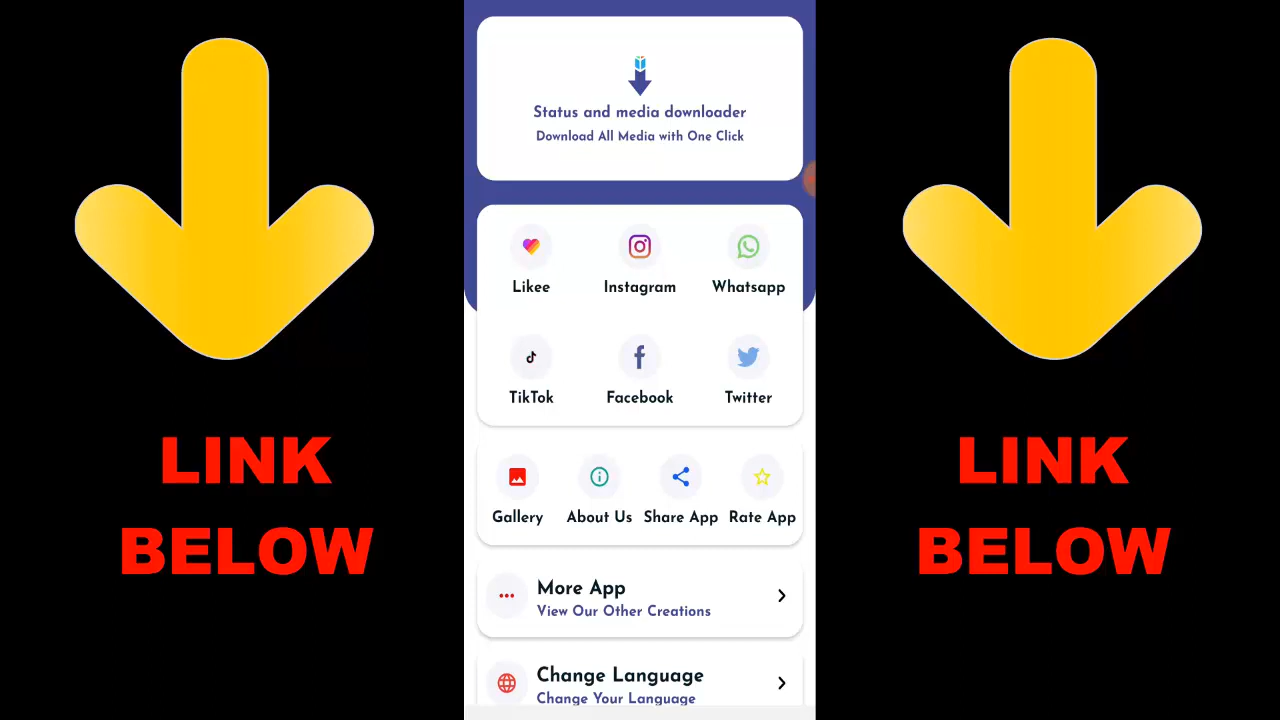 Status and media downloader
Download All Media with One Click
Likee Instagram Whatsapp
TikTok Facebook Twitter
Gallery About Us Share App Rate App
More App
View Our Other Creations
Change Language
Change Your Language
LINK
BELOW
LINK
BELOW